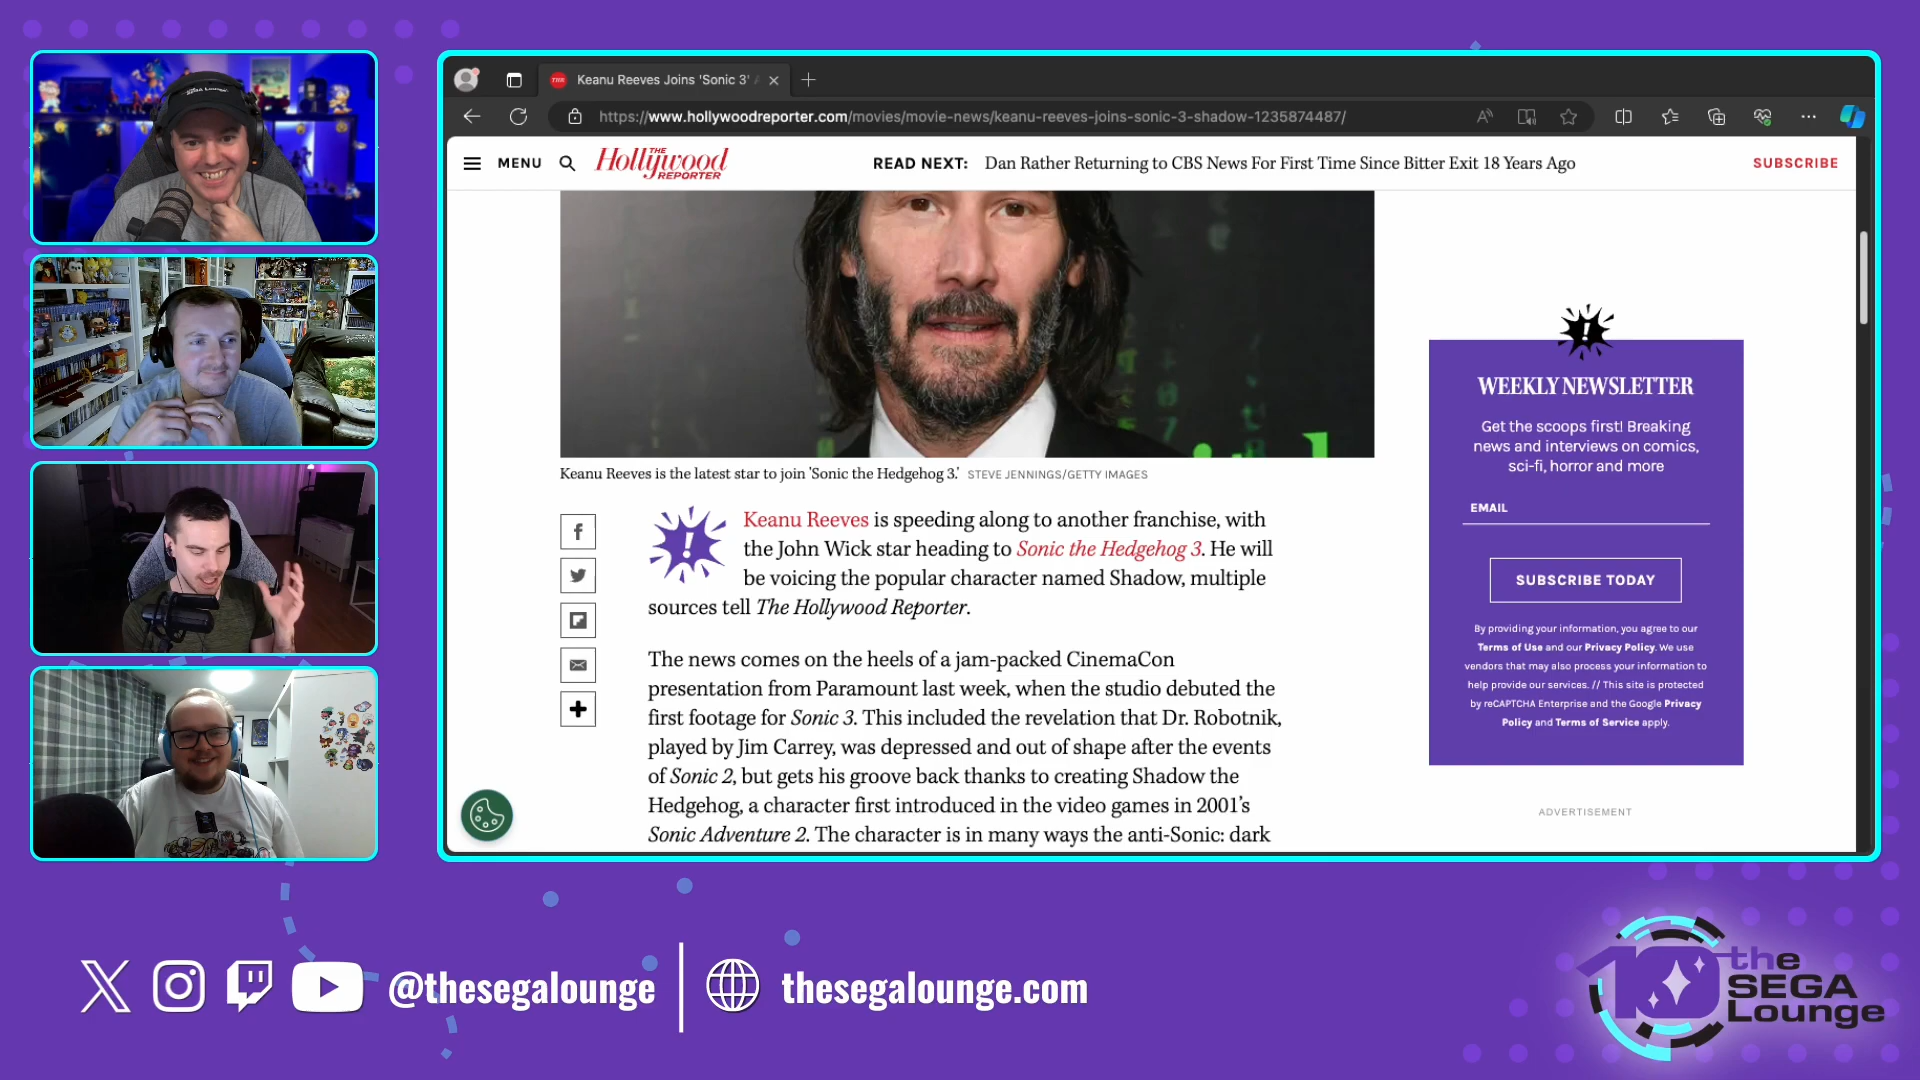 Keanu Reeves Joins 'Sonic 3'
https://www.hollywoodreporter.com/movies/movie-news/keanu-reeves-joins-sonic-3-shadow-1235874487/
MENU
THE
Hollywood
REPORTER
READ NEXT: Dan Rather Returning to CBS News For First Time Since Bitter Exit 18 Years Ago
SUBSCRIBE
Keanu Reeves is the latest star to join 'Sonic the Hedgehog 3.' STEVE JENNINGS/GETTY IMAGES
Keanu Reeves is speeding along to another franchise, with
the John Wick star heading to Sonic the Hedgehog 3. He will
be voicing the popular character named Shadow, multiple
sources tell The Hollywood Reporter.
The news comes on the heels of a jam-packed CinemaCon
presentation from Paramount last week, when the studio debuted the
first footage for Sonic 3. This included the revelation that Dr. Robotnik,
played by Jim Carrey, was depressed and out of shape after the events
of Sonic 2, but gets his groove back thanks to creating Shadow the
Hedgehog, a character first introduced in the video games in 2001's
Sonic Adventure 2. The character is in many ways the anti-Sonic: dark
WEEKLY NEWSLETTER
Get the scoops first! Breaking
news and interviews on comics,
sci-fi, horror and more
EMAIL
SUBSCRIBE TODAY
By providing your information, you agree to our
Terms of Use and our Privacy Policy. We use
vendors that may also process your information to
help provide our services. // This site is protected
by reCAPTCHA Enterprise and the Google Privacy
Policy and Terms of Service apply.
ADVERTISEMENT
@thesegalounge
thesegalounge.com
10
the
SEGA
Lounge